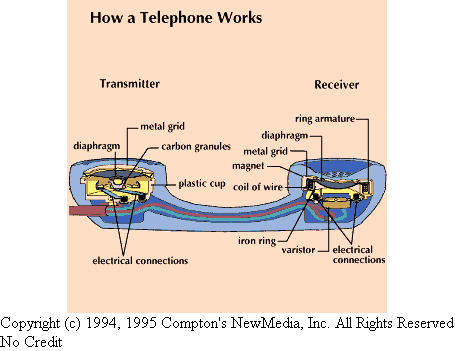 How a Telephone Works
Transmitter
Receiver
metal grid
diaphragm
carbon granules
plastic cup
electrical connections
ring armature
diaphragm
metal grid
magnet
coil of wire
iron ring
varistor
electrical
connections
Copyright (c) 1994, 1995 Compton's NewMedia, Inc. All Rights Reserved
No Credit